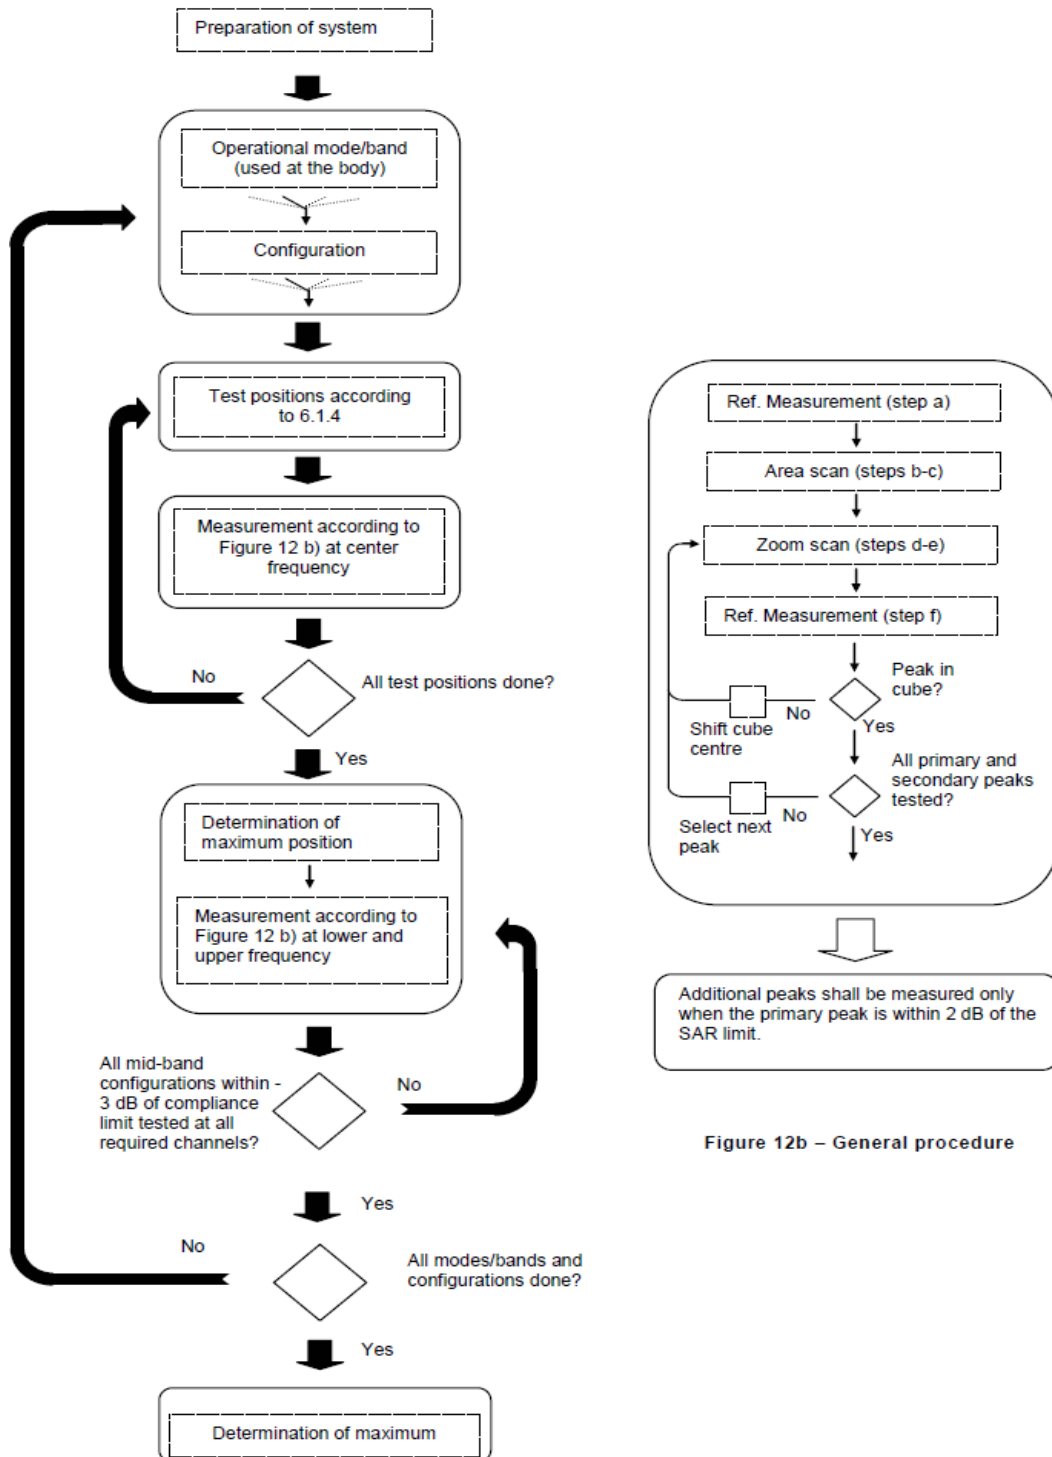 Preparation of system
Operational mode/band
(used at the body)
Configuration
Test positions according
to 6.1.4
Measurement according to
Figure 12 b) at center
frequency
No
All test positions done?
Yes
Determination of
maximum position
Measurement according to
Figure 12 b) at lower and
upper frequency
All mid-band
configurations within -
3 dB of compliance
limit tested at all
required channels?
No
Yes
No
All modes/bands and
configurations done?
Yes
Determination of maximum
Ref. Measurement (step a)
Area scan (steps b-c)
Zoom scan (steps d-e)
Ref. Measurement (step f)
Peak in
cube?
No
Yes
Shift cube
centre
All primary and
secondary peaks
tested?
No
Yes
Select next
peak
Additional peaks shall be measured only
when the primary peak is within 2 dB of the
SAR limit.
Figure 12b – General procedure